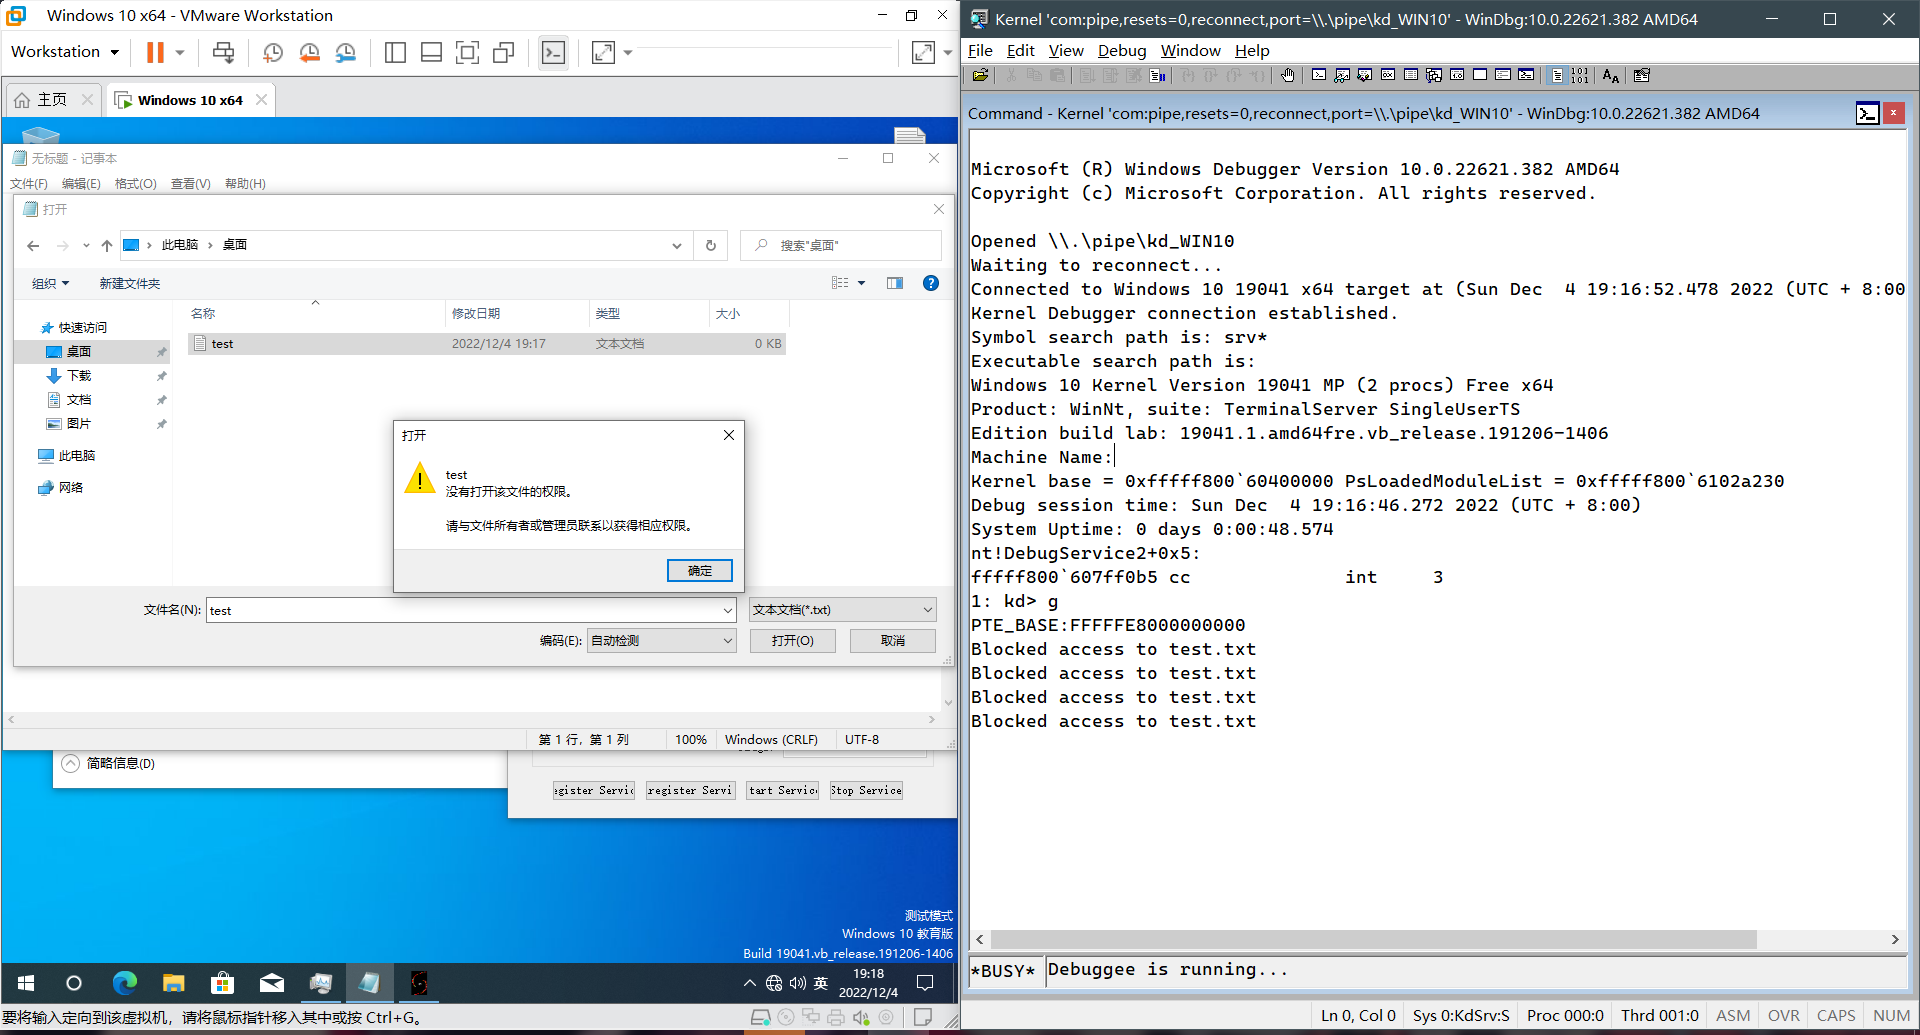 Windows 10 x64 - VMware Workstation
Workstation
主页
Windows 10 x64
无标题 - 记事本
文件(F) 编辑(E) 格式(O) 查看(V) 帮助(H)
打开
此电脑 › 桌面
搜索"桌面"
组织 新建文件夹
名称 修改日期 类型 大小
快速访问
test 2022/12/4 19:17 文本文档 0 KB
桌面
下载
文档
图片
此电脑
网络
打开
test
没有打开该文件的权限。
请与文件所有者或管理员联系以获得相应权限。
确定
文件名(N): test 文本文档(*.txt)
编码(E): 自动检测 打开(O) 取消
第 1 行，第 1 列 100% Windows (CRLF) UTF-8
简略信息(D)
Stop Service
测试模式
Windows 10 教育版
Build 19041.vb_release.191206-1406
英
19:18
2022/12/4
要将输入定向到该虚拟机，请将鼠标指针移入其中或按 Ctrl+G。
Kernel 'com:pipe,resets=0,reconnect,port=\\.\pipe\kd_WIN10' - WinDbg:10.0.22621.382 AMD64
File Edit View Debug Window Help
Command - Kernel 'com:pipe,resets=0,reconnect,port=\\.\pipe\kd_WIN10' - WinDbg:10.0.22621.382 AMD64
Microsoft (R) Windows Debugger Version 10.0.22621.382 AMD64
Copyright (c) Microsoft Corporation. All rights reserved.
Opened \\.\pipe\kd_WIN10
Waiting to reconnect...
Connected to Windows 10 19041 x64 target at (Sun Dec  4 19:16:52.478 2022 (UTC + 8:00
Kernel Debugger connection established.
Symbol search path is: srv*
Executable search path is:
Windows 10 Kernel Version 19041 MP (2 procs) Free x64
Product: WinNt, suite: TerminalServer SingleUserTS
Edition build lab: 19041.1.amd64fre.vb_release.191206-1406
Machine Name:
Kernel base = 0xfffff800`60400000 PsLoadedModuleList = 0xfffff800`6102a230
Debug session time: Sun Dec  4 19:16:46.272 2022 (UTC + 8:00)
System Uptime: 0 days 0:00:48.574
nt!DebugService2+0x5:
fffff800`607ff0b5 cc int 3
1: kd> g
PTE_BASE:FFFFFE8000000000
Blocked access to test.txt
Blocked access to test.txt
Blocked access to test.txt
Blocked access to test.txt
*BUSY* Debuggee is running...
Ln 0, Col 0 Sys 0:KdSrv:S Proc 000:0 Thrd 001:0 ASM OVR CAPS NUM